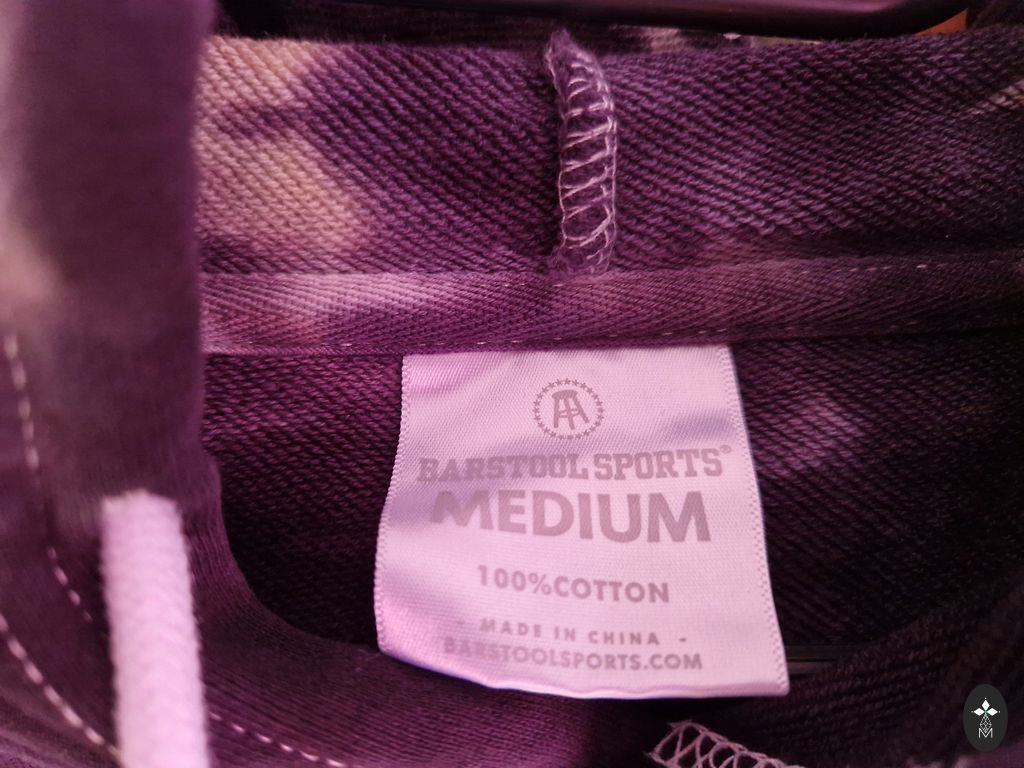 BARSTOOL SPORTS®
MEDIUM
100%COTTON
- MADE IN CHINA -
BARSTOOLSPORTS.COM
M